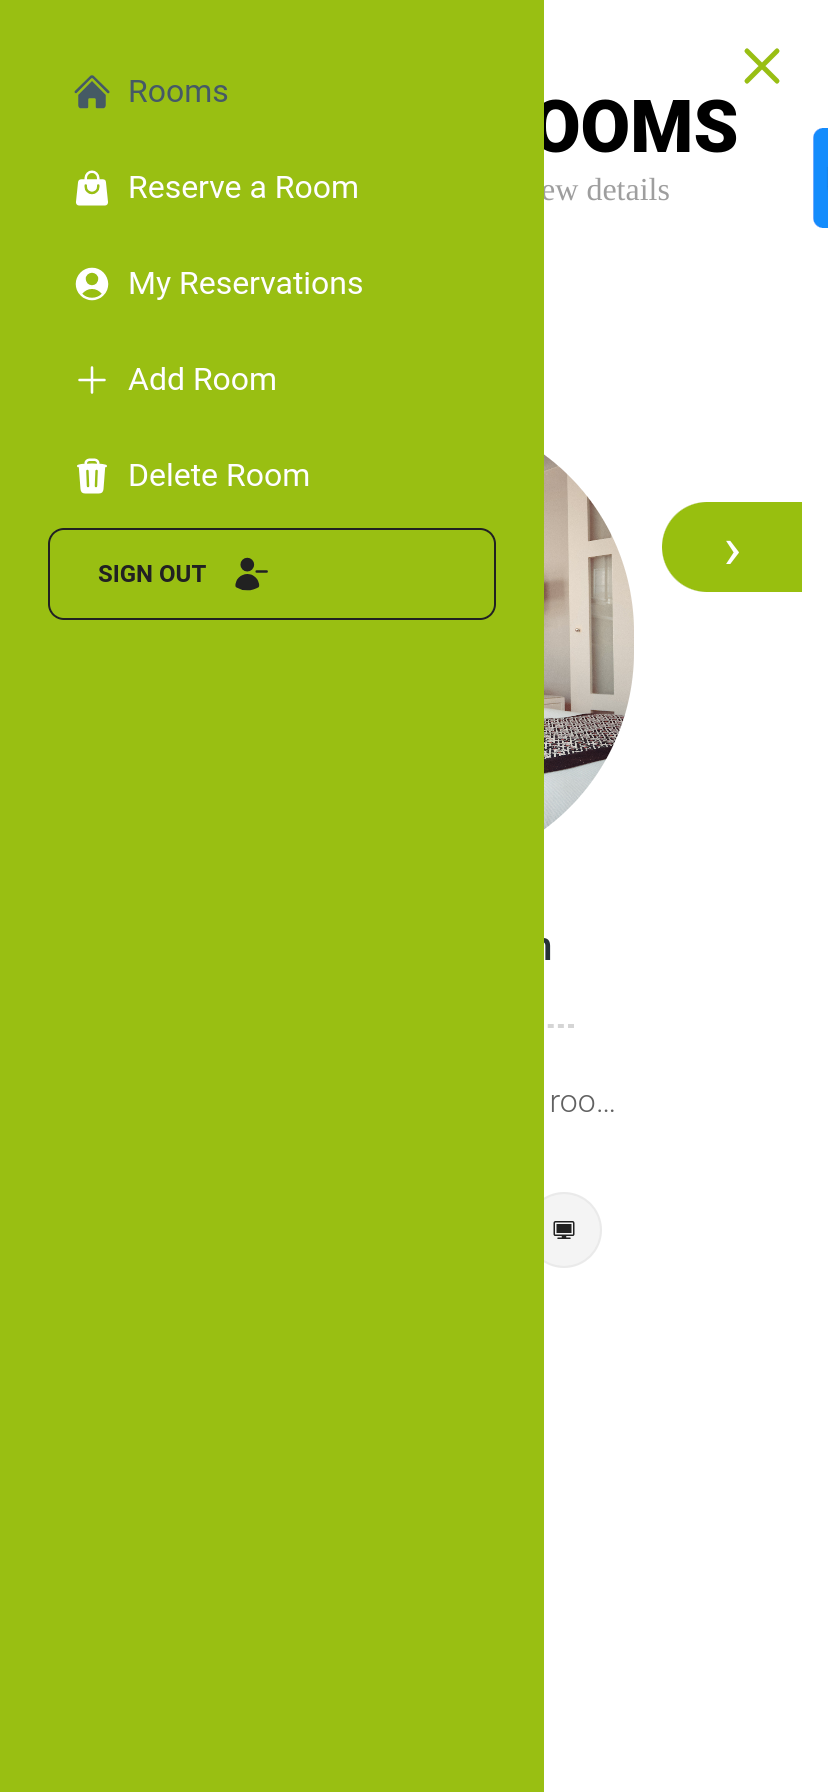 Rooms
OOMS
Reserve a Room
ew details
My Reservations
Add Room
Delete Room
SIGN OUT
roo...